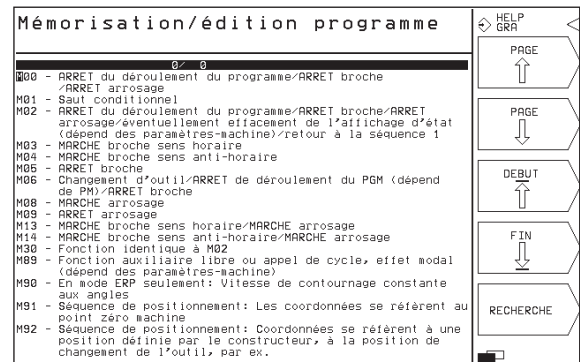 Mémorisation/édition programme
HELP
GRA
0/ 0
M00 - ARRET du déroulement du programme/ARRET broche
/ARRET arrosage
M01 - Saut conditionnel
M02 - ARRET du déroulement du programme/ARRET broche/ARRET
arrosage/éventuellement effacement de l'affichage d'état
(dépend des paramètres-machine)/retour à la séquence 1
M03 - MARCHE broche sens horaire
M04 - MARCHE broche sens anti-horaire
M05 - ARRET broche
M06 - Changement d'outil/ARRET de déroulement du PGM (dépend
de PM)/ARRET broche
M08 - MARCHE arrosage
M09 - ARRET arrosage
M13 - MARCHE broche sens horaire/MARCHE arrosage
M14 - MARCHE broche sens anti-horaire/MARCHE arrosage
M30 - Fonction identique à M02
M89 - Fonction auxiliaire libre ou appel de cycle, effet modal
(dépend des paramètres-machine)
M90 - En mode ERP seulement: Vitesse de contournage constante
aux angles
M91 - Séquence de positionnement: Les coordonnées se réfèrent au
point zéro machine
M92 - Séquence de positionnement: Coordonnées se réfèrent à une
position définie par le constructeur, à la position de
changement de l'outil, par ex.
PAGE
PAGE
DEBUT
FIN
RECHERCHE